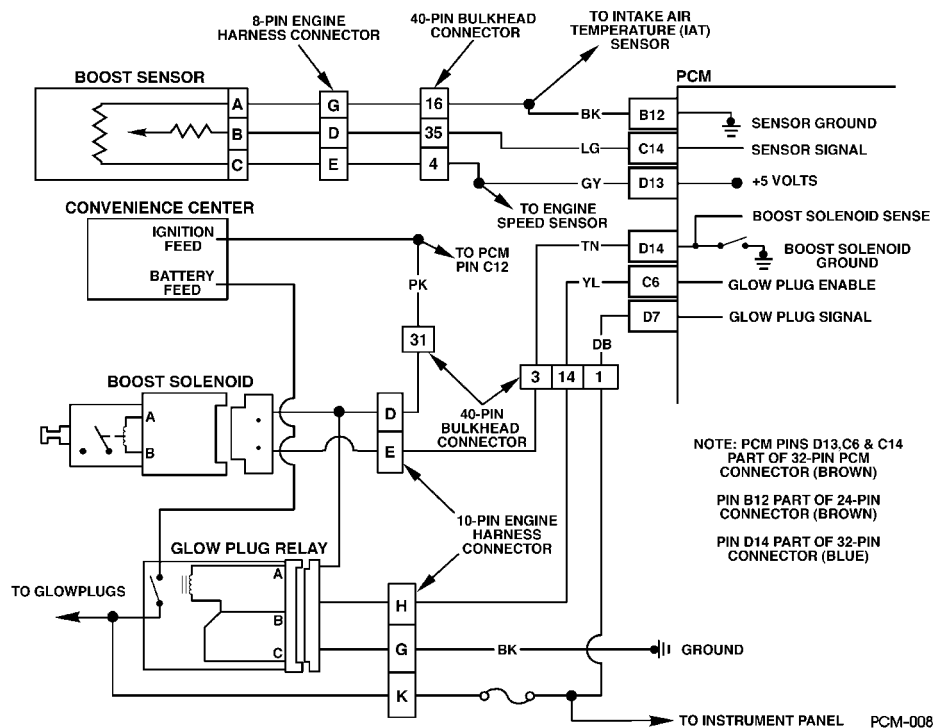 8-PIN ENGINE
HARNESS CONNECTOR
40-PIN BULKHEAD
CONNECTOR
TO INTAKE AIR
TEMPERATURE (IAT)
SENSOR
BOOST SENSOR
PCM
A
G
16
BK
B12
SENSOR GROUND
B
D
35
LG
C14
SENSOR SIGNAL
C
E
4
GY
D13
+5 VOLTS
TO ENGINE
SPEED SENSOR
CONVENIENCE CENTER
IGNITION
FEED
BATTERY
FEED
TO PCM
PIN C12
PK
BOOST SOLENOID SENSE
TN
D14
BOOST SOLENOID
GROUND
YL
C6
GLOW PLUG ENABLE
D7
GLOW PLUG SIGNAL
DB
31
3
14
1
BOOST SOLENOID
A
B
D
E
40-PIN
BULKHEAD
CONNECTOR
NOTE: PCM PINS D13,C6 & C14
PART OF 32-PIN PCM
CONNECTOR (BROWN)
PIN B12 PART OF 24-PIN
CONNECTOR (BROWN)
PIN D14 PART OF 32-PIN
CONNECTOR (BLUE)
10-PIN ENGINE
HARNESS
CONNECTOR
GLOW PLUG RELAY
A
B
C
TO GLOWPLUGS
H
G
BK
GROUND
K
TO INSTRUMENT PANEL
PCM-008